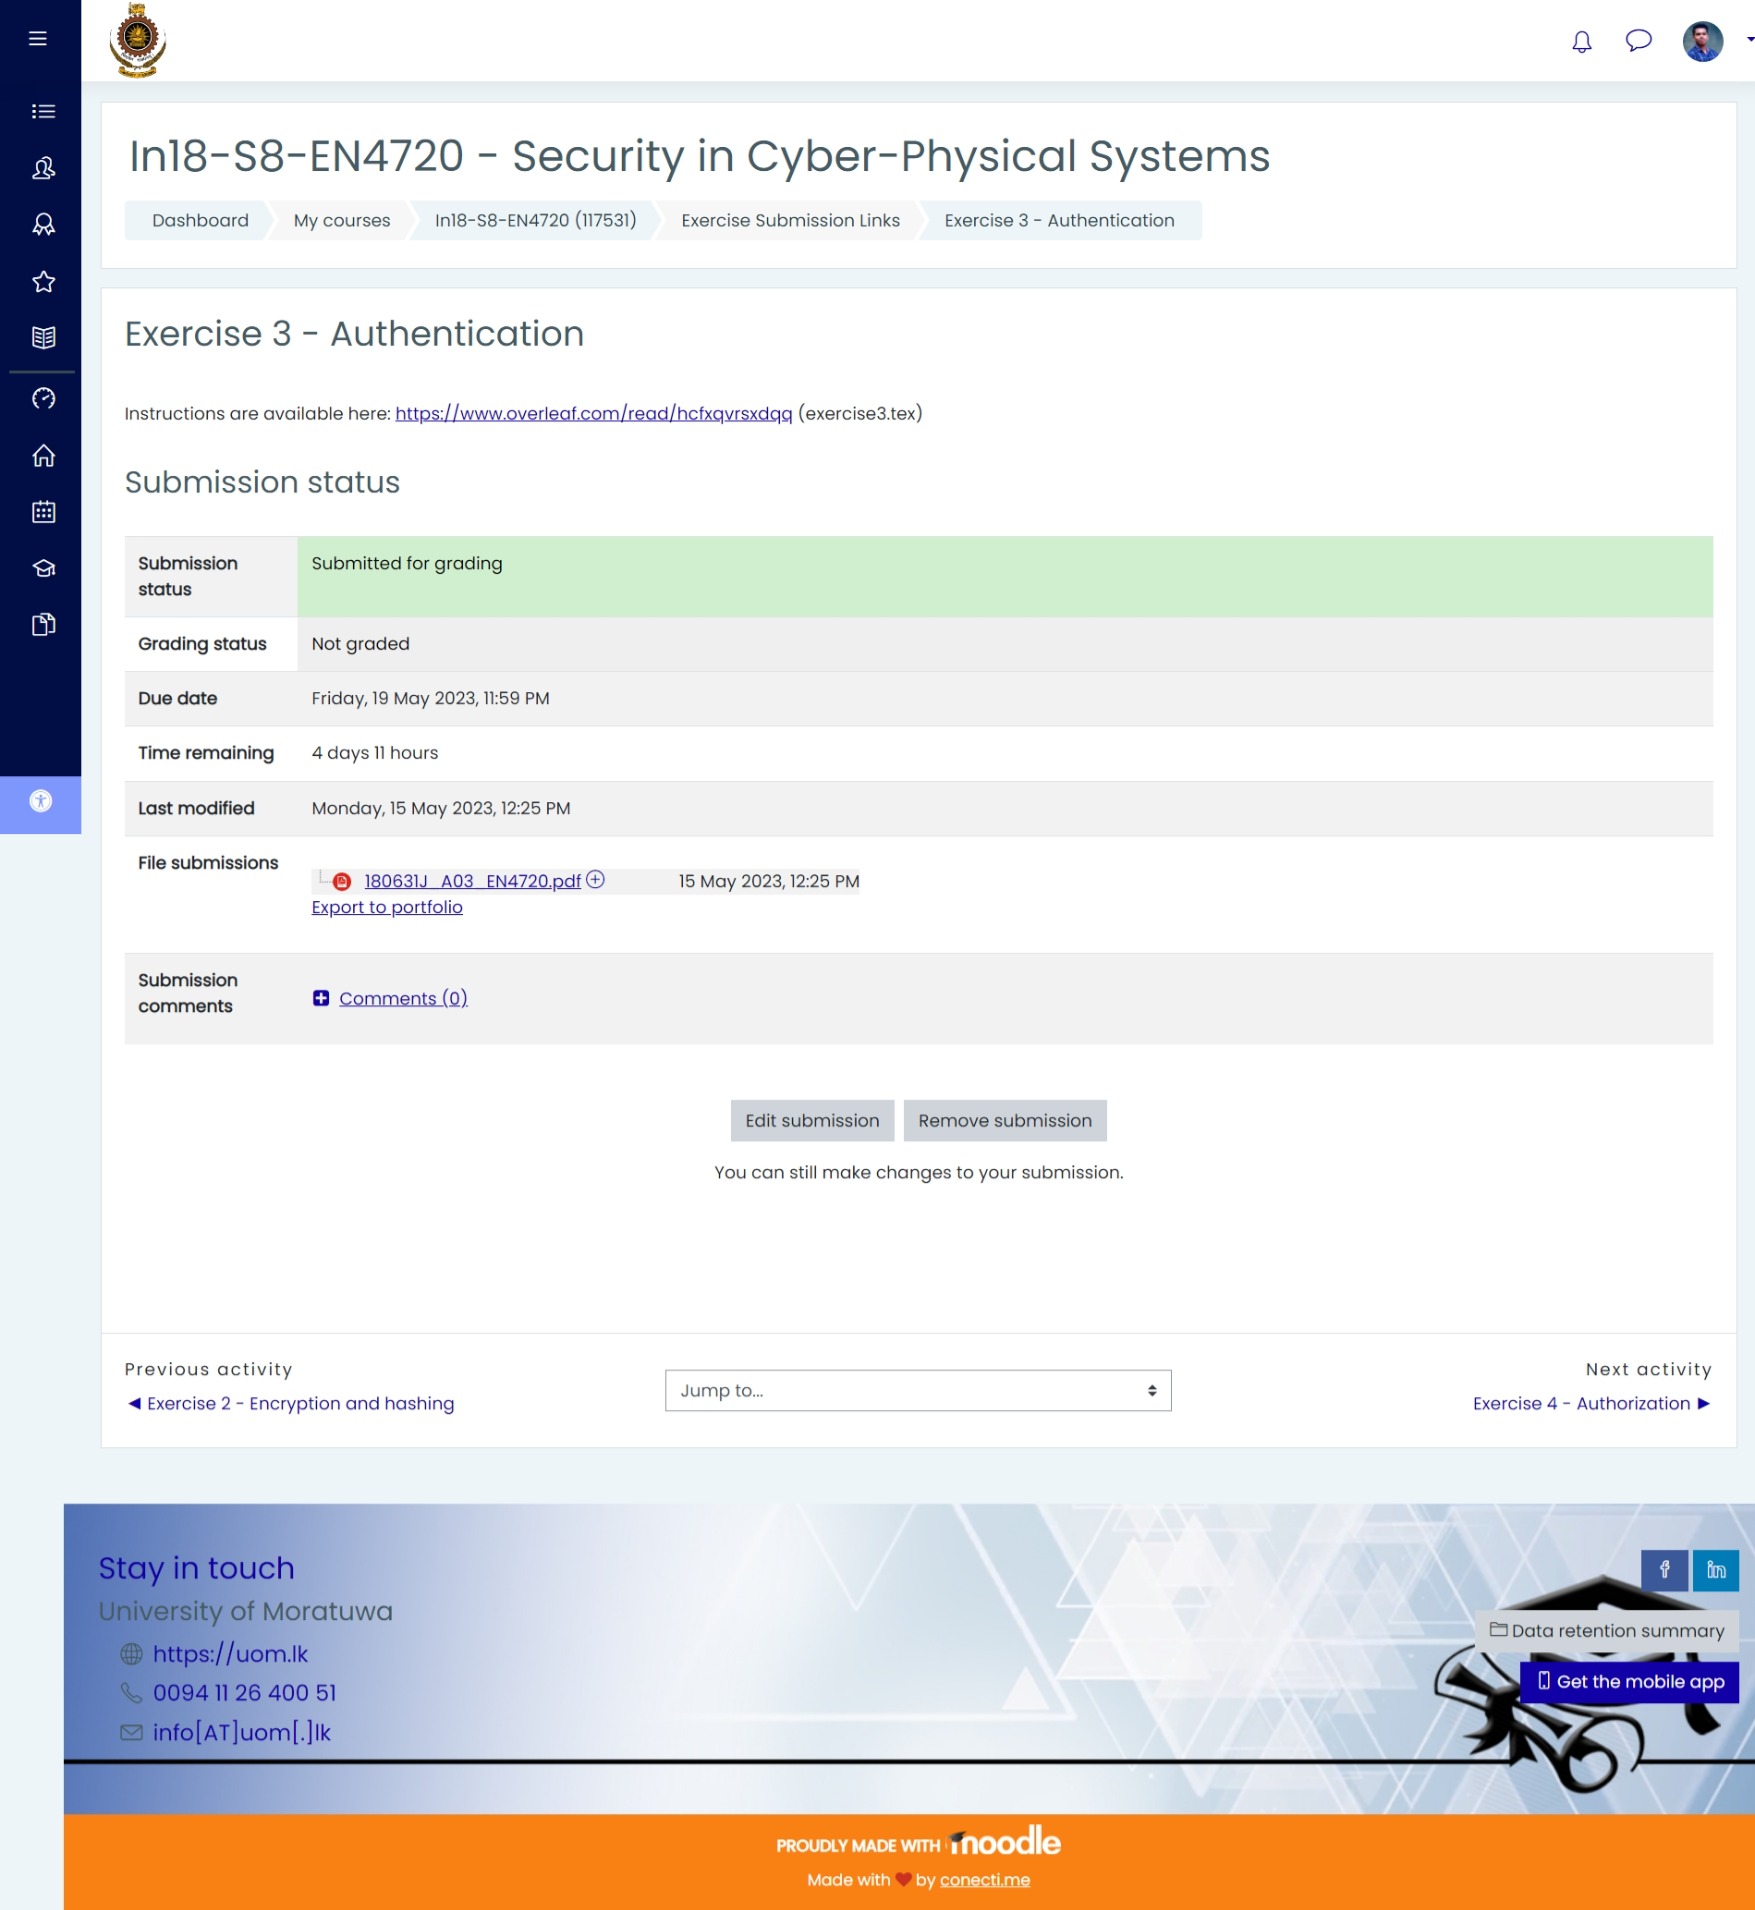 In18-S8-EN4720 - Security in Cyber-Physical Systems
Dashboard My courses In18-S8-EN4720 (117531) Exercise Submission Links Exercise 3 - Authentication
Exercise 3 - Authentication
Instructions are available here: https://www.overleaf.com/read/hcfxqvrsxdqq (exercise3.tex)
Submission status
Submission status Submitted for grading
Grading status Not graded
Due date Friday, 19 May 2023, 11:59 PM
Time remaining 4 days 11 hours
Last modified Monday, 15 May 2023, 12:25 PM
File submissions
180631J_A03_EN4720.pdf 15 May 2023, 12:25 PM
Export to portfolio
Submission comments Comments (0)
Edit submission Remove submission
You can still make changes to your submission.
Previous activity
◄ Exercise 2 - Encryption and hashing
Jump to...
Next activity
Exercise 4 - Authorization ►
Stay in touch
University of Moratuwa
https://uom.lk
0094 11 26 400 51
info[AT]uom[.]lk
f in
Data retention summary
Get the mobile app
PROUDLY MADE WITH moodle
Made with ❤ by conecti.me